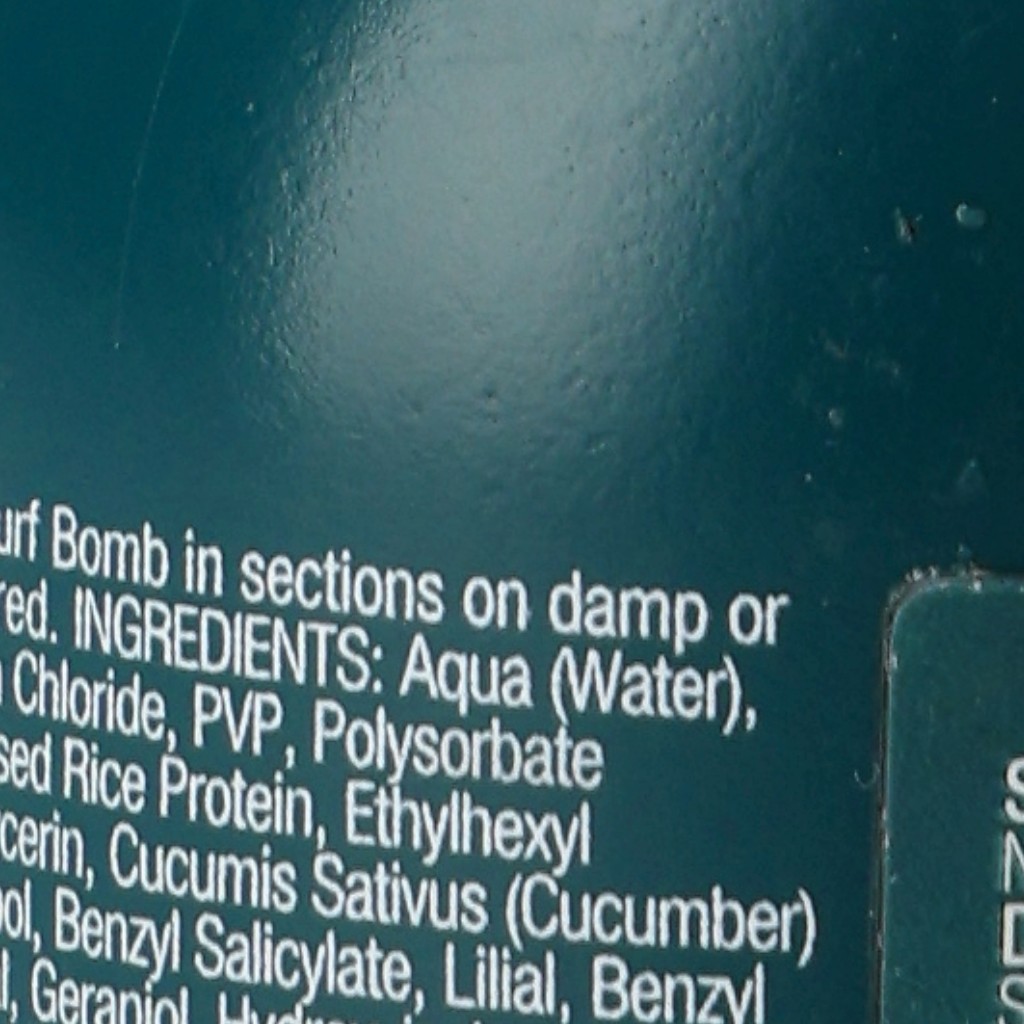 urf Bomb in sections on damp or
red. INGREDIENTS: Aqua (Water),
Chloride, PVP, Polysorbate
sed Rice Protein, Ethylhexyl
cerin, Cucumis Sativus (Cucumber)
ol, Benzyl Salicylate, Lilial, Benzyl
l, Geraniol,
S
N
D
S